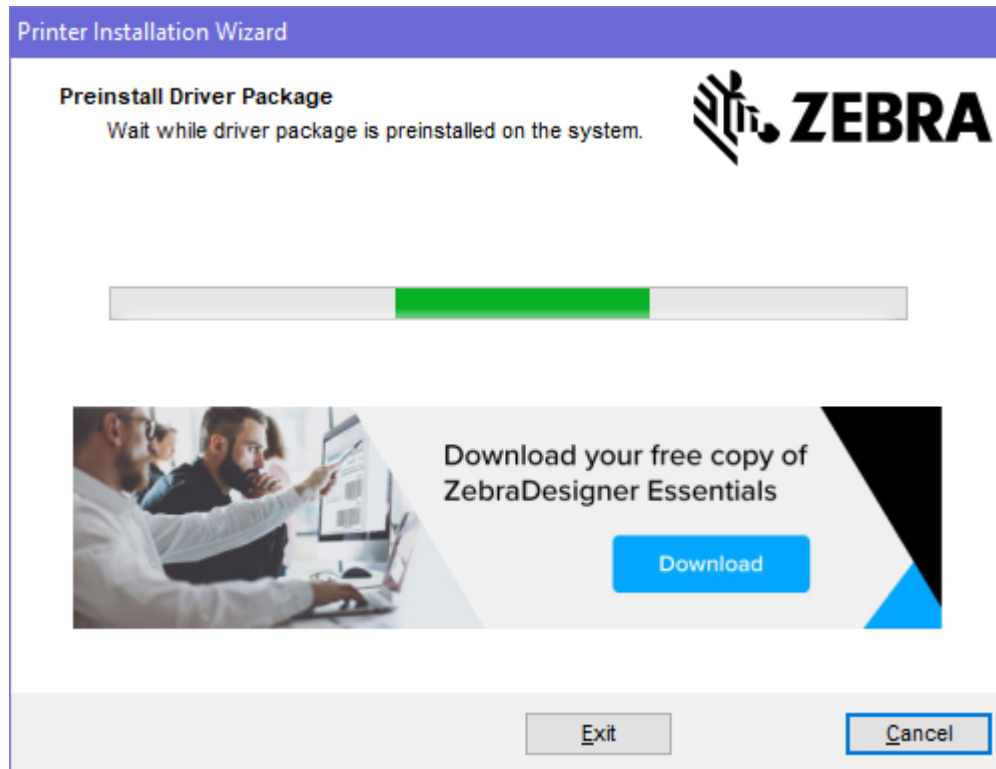 Printer Installation Wizard
Preinstall Driver Package
Wait while driver package is preinstalled on the system.
ZEBRA
Download your free copy of
ZebraDesigner Essentials
Download
Exit
Cancel